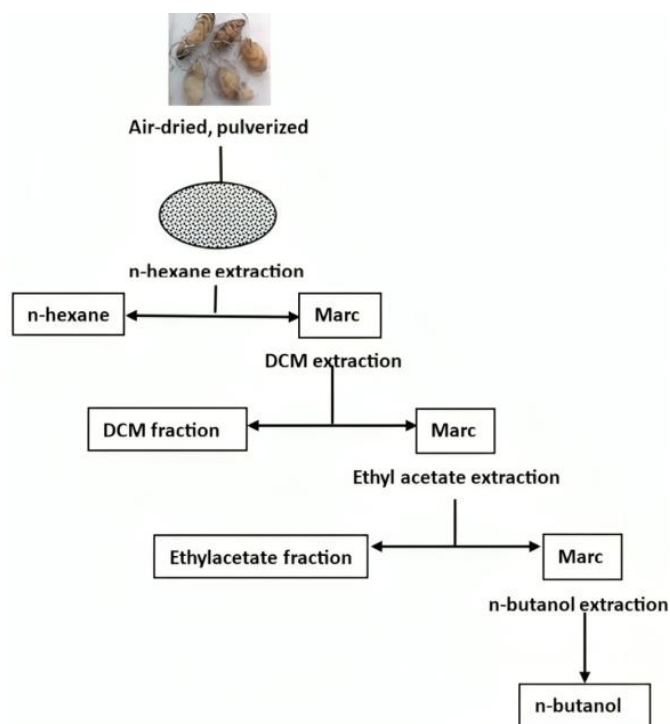 Air-dried, pulverized
n-hexane extraction
n-hexane
Marc
DCM extraction
DCM fraction
Marc
Ethyl acetate extraction
Ethylacetate fraction
Marc
n-butanol extraction
n-butanol